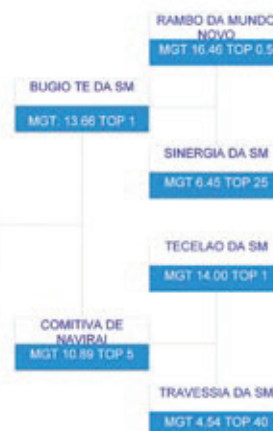 RAMBO DA MUNDO
NOVO
MGT 16.46 TOP 0.5
BUGIO TE DA SM
MGT: 13.66 TOP 1
SINERGIA DA SM
MGT 6.45 TOP 25
TECELAO DA SM
MGT 14.00 TOP 1
COMITIVA DE
NAVIRAI
MGT 10.89 TOP 5
TRAVESSIA DA SM
MGT 4.54 TOP 40